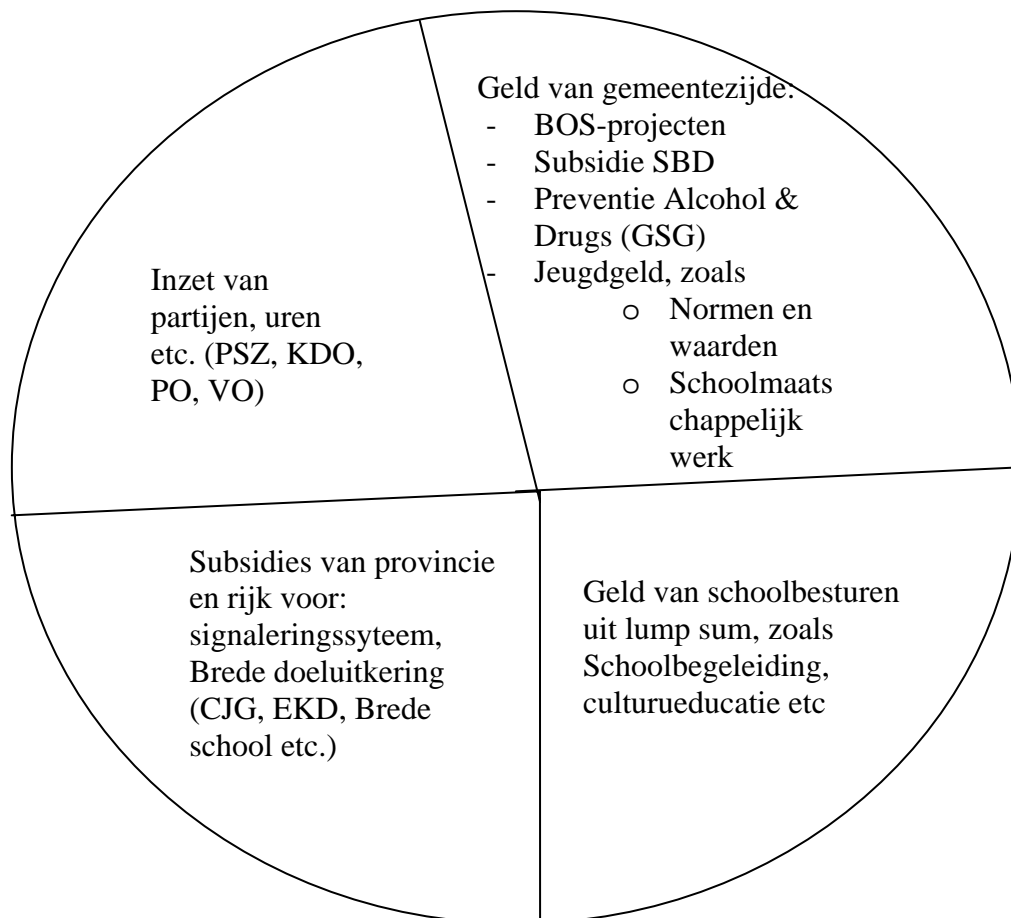 Geld van gemeentezijde:
- BOS-projecten
- Subsidie SBD
- Preventie Alcohol &
Drugs (GSG)
- Jeugdgeld, zoals
o Normen en
waarden
o Schoolmaats
chappelijk
werk
Inzet van
partijen, uren
etc. (PSZ, KDO,
PO, VO)
Subsidies van provincie
en rijk voor:
signaleringssyteem,
Brede doeluitkering
(CJG, EKD, Brede
school etc.)
Geld van schoolbesturen
uit lump sum, zoals
Schoolbegeleiding,
culturueducatie etc